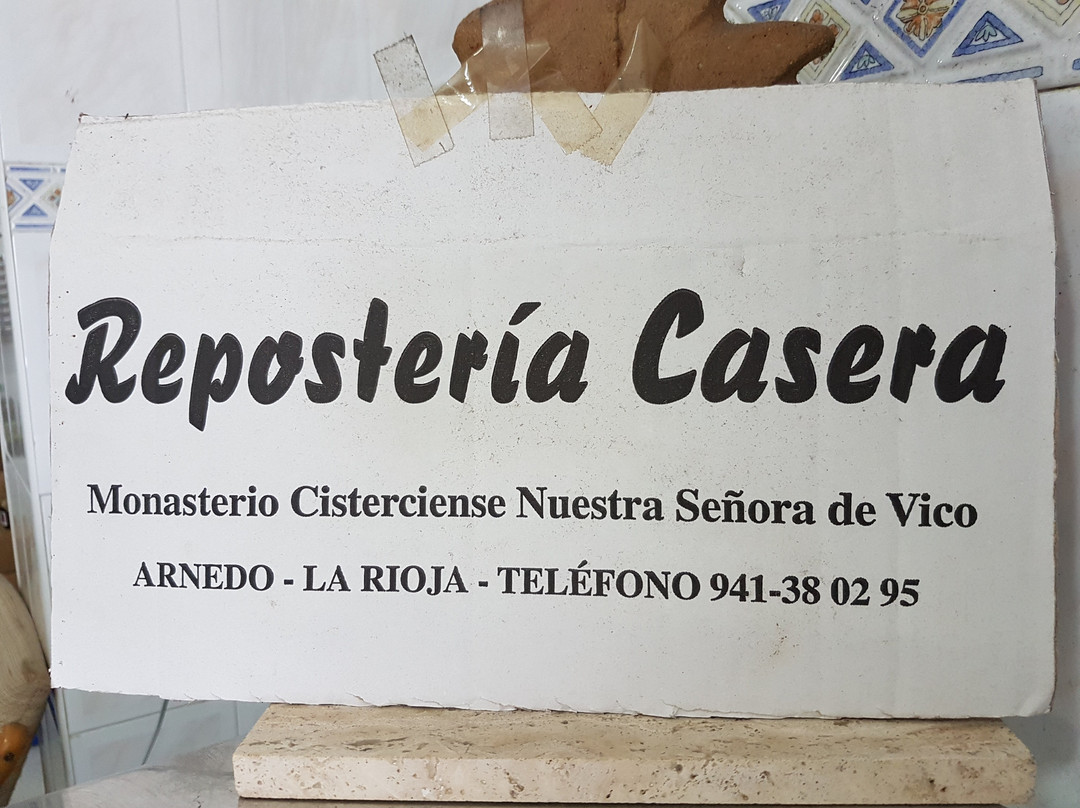 Repostería Casera
Monasterio Cisterciense Nuestra Señora de Vico
ARNEDO - LA RIOJA - TELÉFONO 941-38 02 95